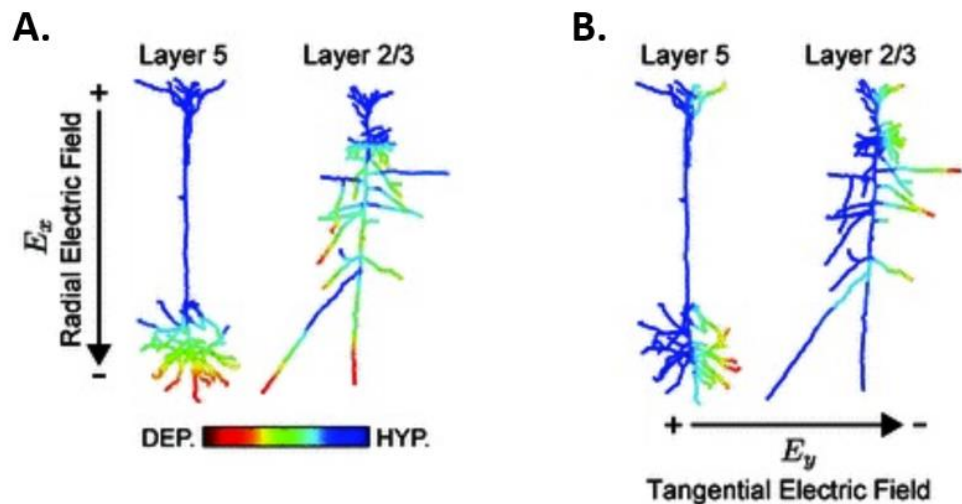 A.
B.
Layer 5
Layer 2/3
Layer 5
Layer 2/3
+
Ex
Radial Electric Field
-
DEP.
HYP.
+
-
Ey
Tangential Electric Field